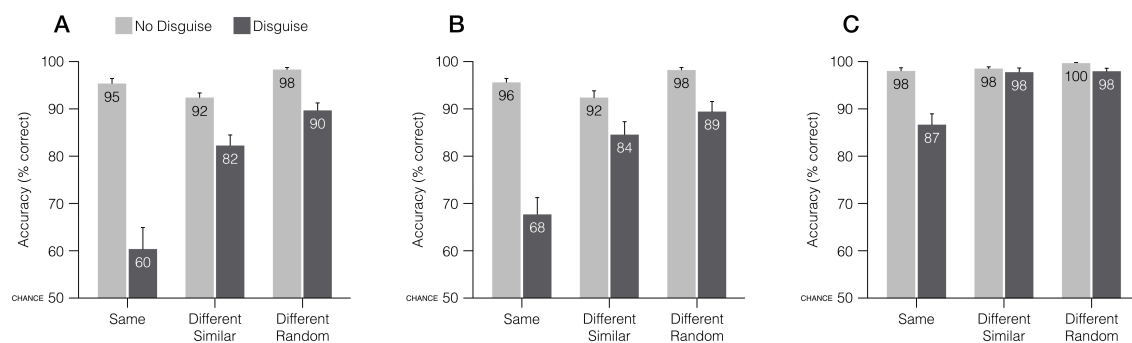 A
No Disguise
Disguise
Accuracy (% correct)
100
90
80
70
60
CHANCE 50
95
60
92
82
98
90
Same
Different
Similar
Different
Random
B
Accuracy (% correct)
100
90
80
70
60
CHANCE 50
96
68
92
84
98
89
Same
Different
Similar
Different
Random
C
Accuracy (% correct)
100
90
80
70
60
CHANCE 50
98
87
98
98
100
98
Same
Different
Similar
Different
Random